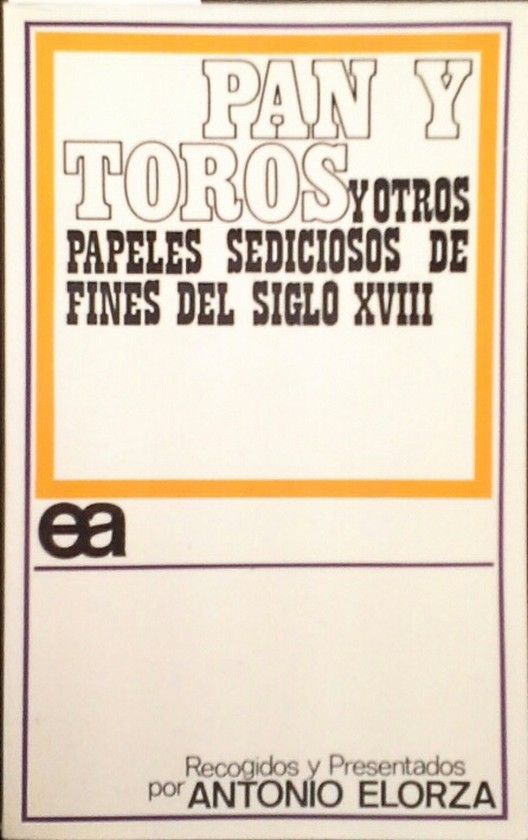 PAN Y
TOROS Y OTROS
PAPELES SEDICIOSOS DE
FINES DEL SIGLO XVIII
ea
Recogidos y Presentados
por ANTONIO ELORZA